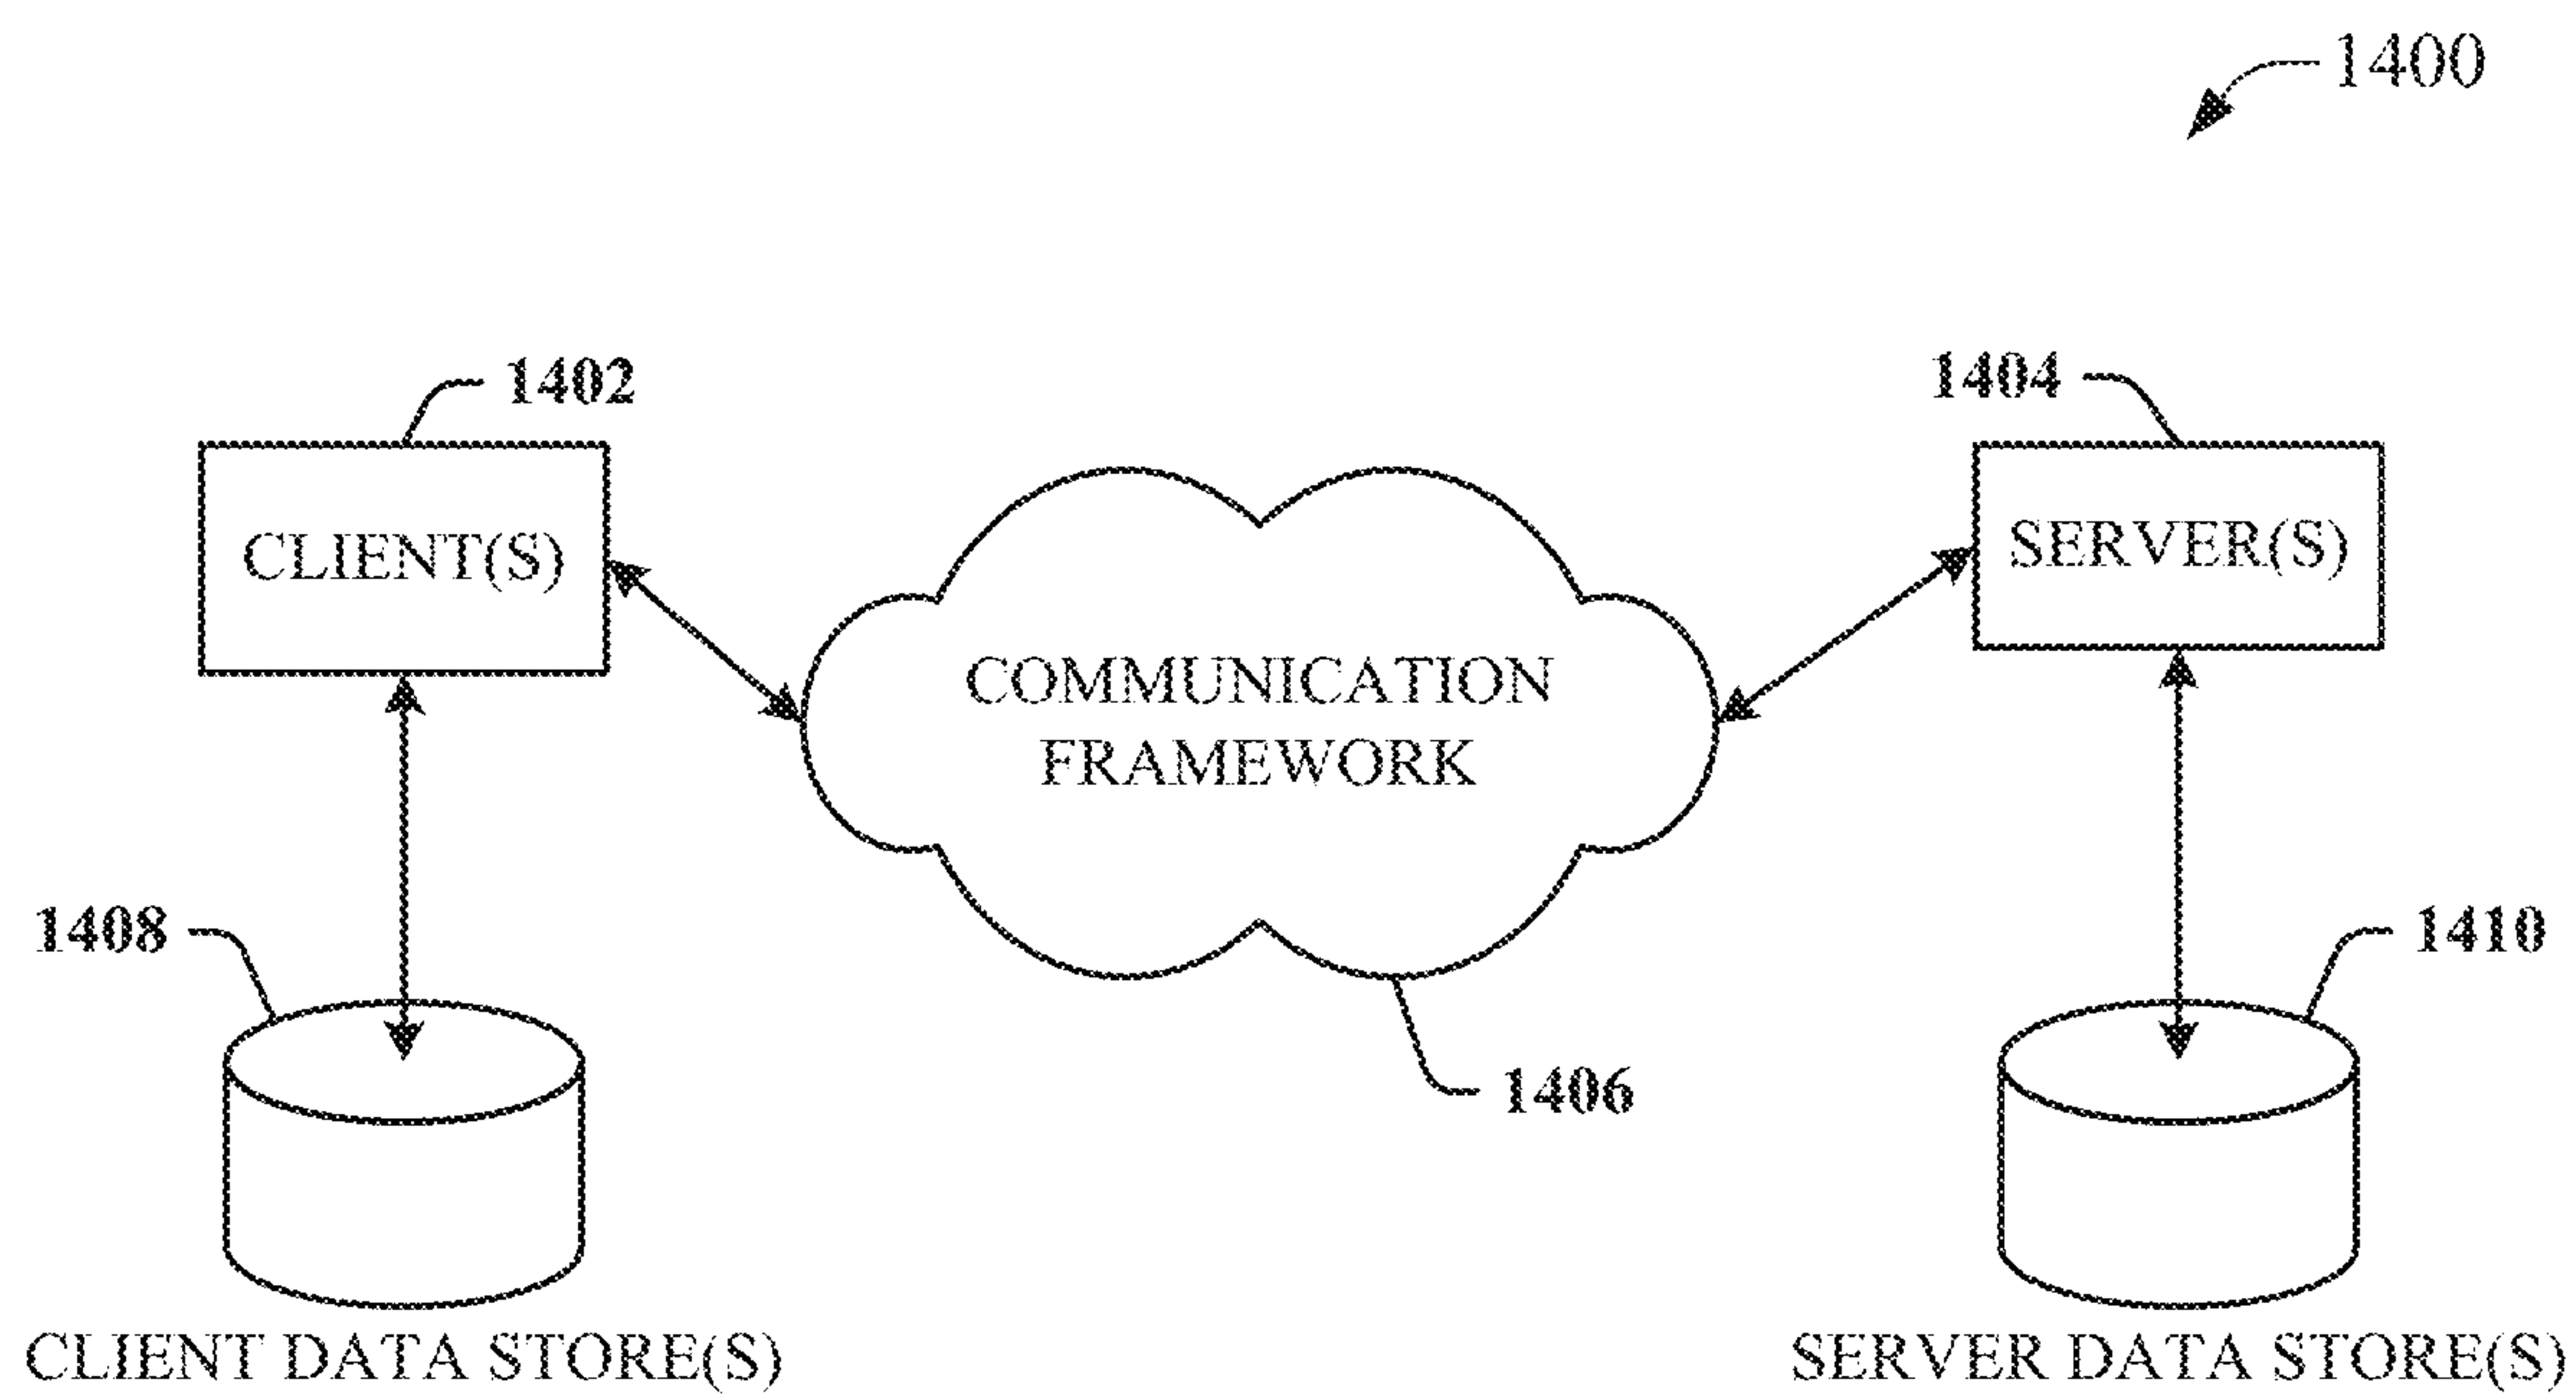 1400
1402
1404
CLIENT(S)
SERVER(S)
COMMUNICATION
FRAMEWORK
1408
1410
1406
CLIENT DATA STORE(S)
SERVER DATA STORE(S)